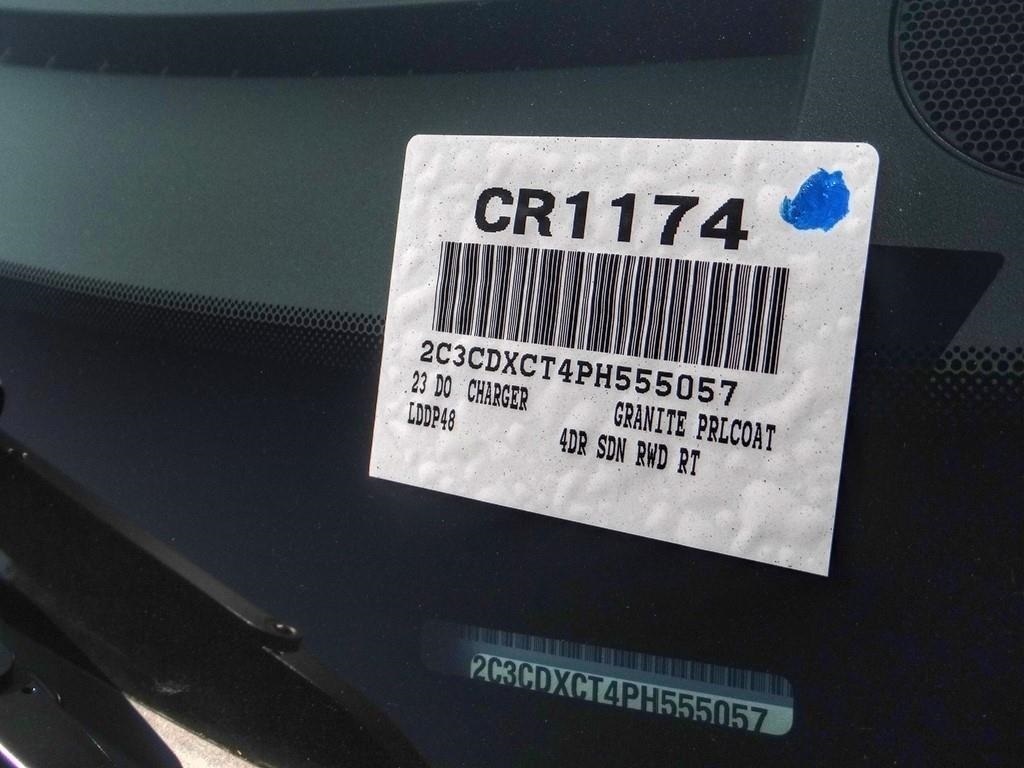 CR1174
2C3CDXCT4PH555057
23 DO CHARGER GRANITE PRLCOAT
LDDP48 4DR SDN RWD RT
2C3CDXCT4PH555057